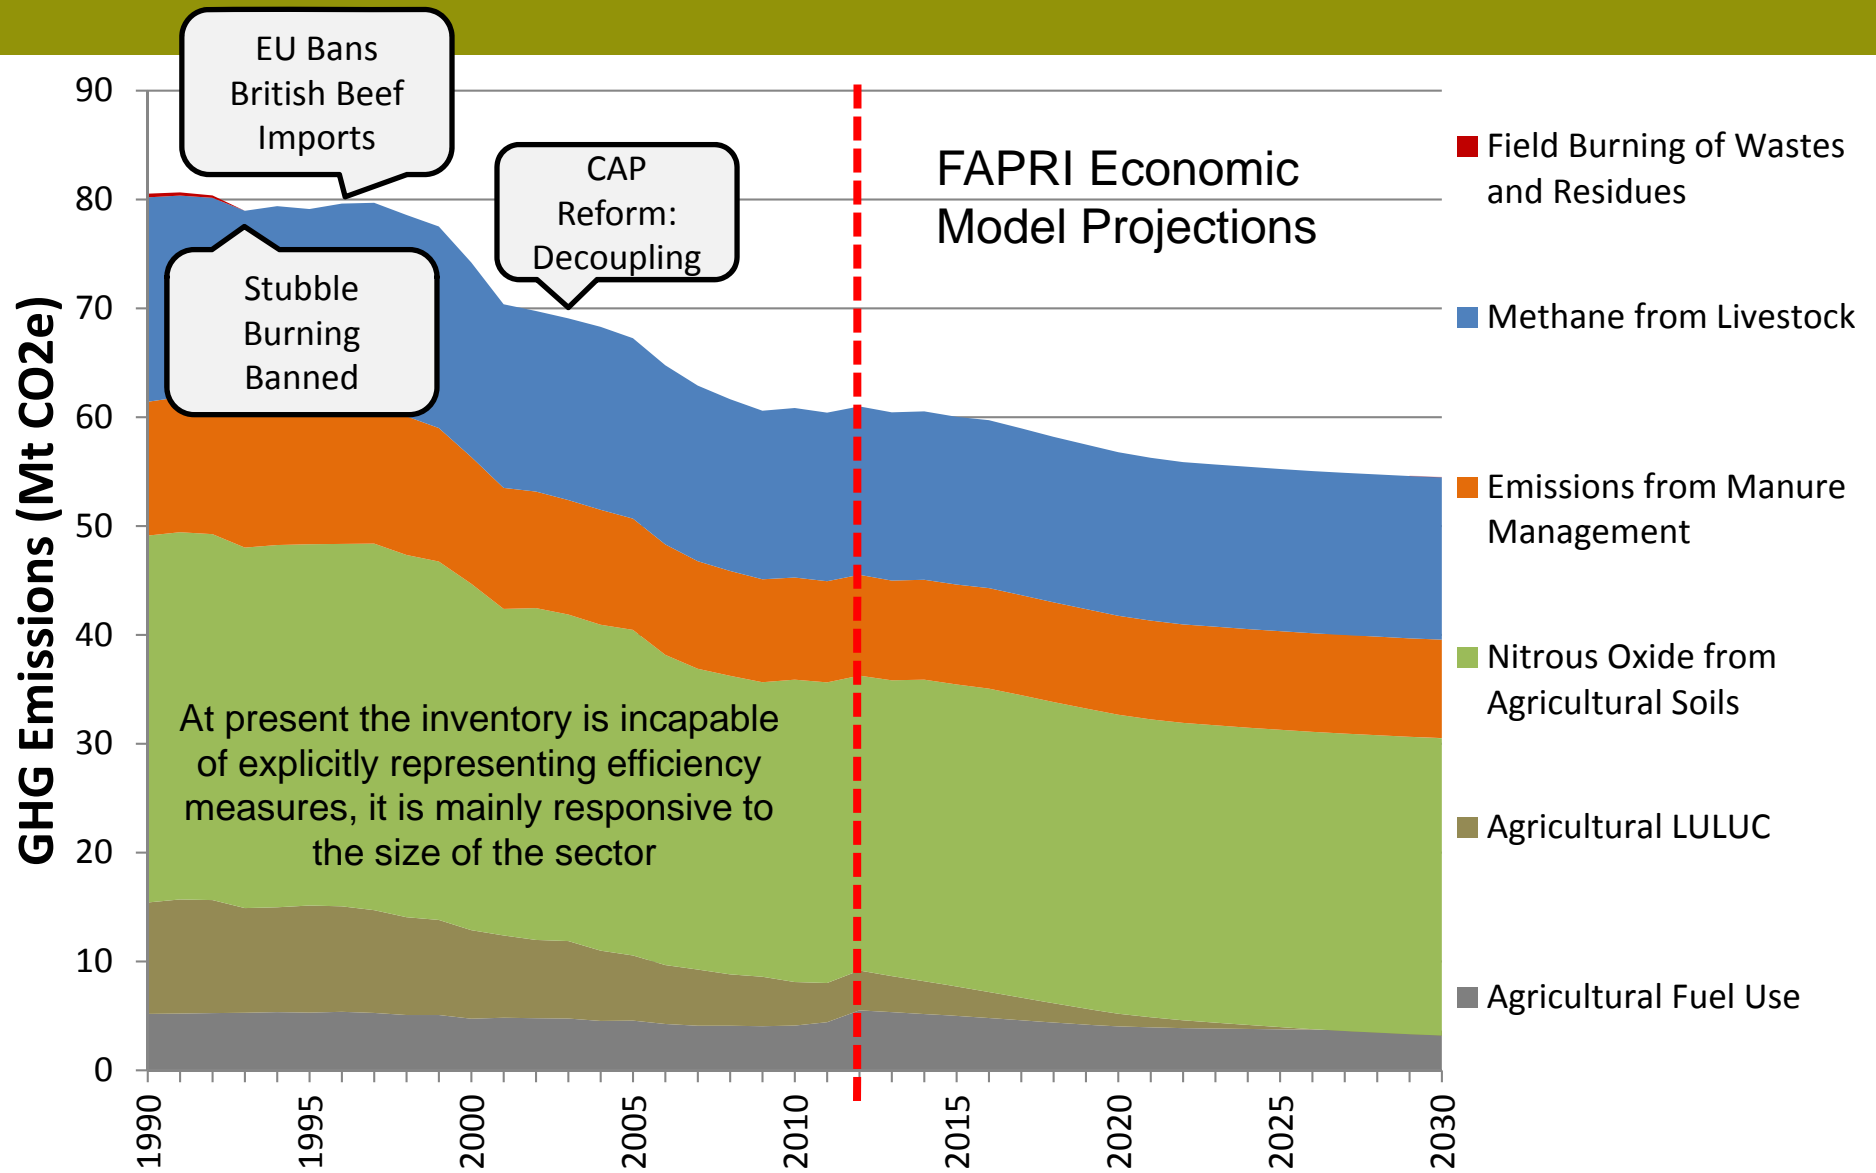 EU Bans
British Beef
Imports
CAP
Reform:
Decoupling
Stubble
Burning
Banned
FAPRI Economic
Model Projections
At present the inventory is incapable
of explicitly representing efficiency
measures, it is mainly responsive to
the size of the sector
GHG Emissions (Mt CO2e)
90
80
70
60
50
40
30
20
10
0
1990
1995
2000
2005
2010
2015
2020
2025
2030
Field Burning of Wastes
and Residues
Methane from Livestock
Emissions from Manure
Management
Nitrous Oxide from
Agricultural Soils
Agricultural LULUC
Agricultural Fuel Use